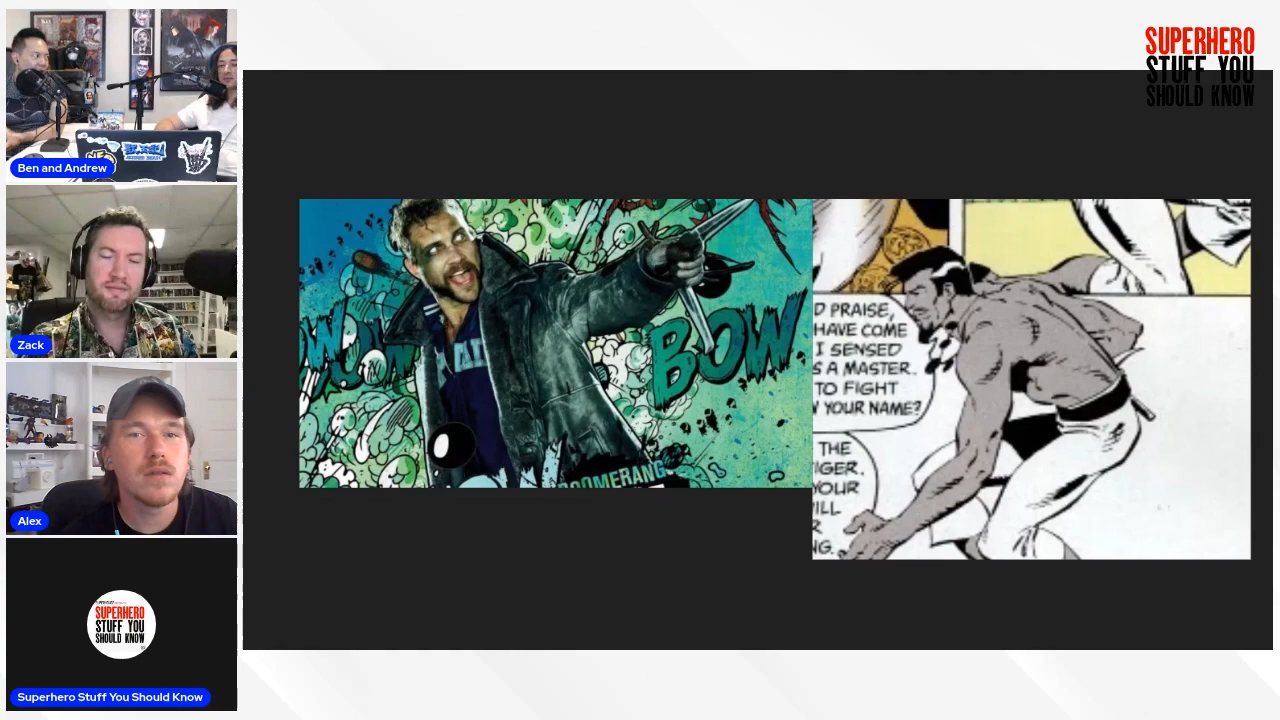 SUPERHERO
STUFF YOU
SHOULD KNOW
Ben and Andrew
Zack
Alex
SUPERHERO
STUFF YOU
SHOULD KNOW
Superhero Stuff You Should Know
BOW
BOOMERANG
D PRAISE,
HAVE COME
I SENSED
S A MASTER.
TO FIGHT
YOUR NAME?
THE
IGER.
YOUR
ILL
R
NG.